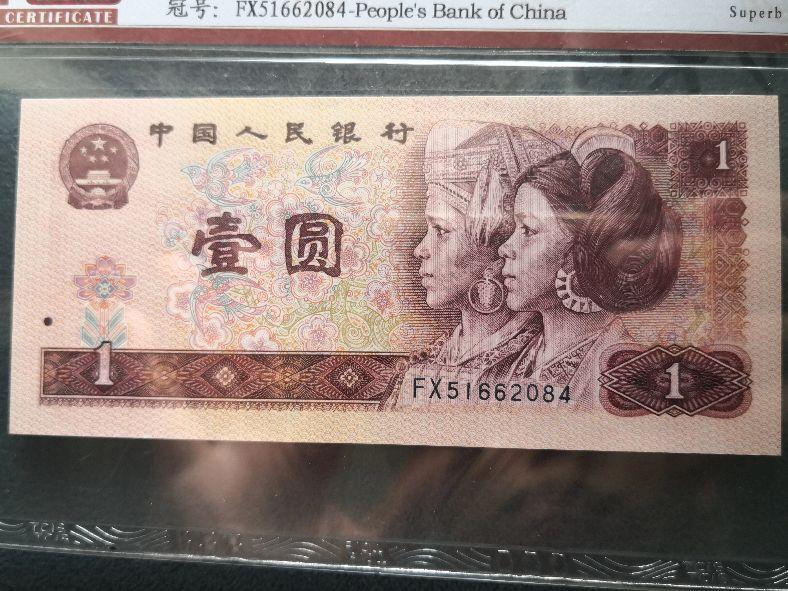 CERTIFICATE
冠号: FX51662084-People's Bank of China
Superb
中国人民银行
1
壹圆
1
FX51662084
1